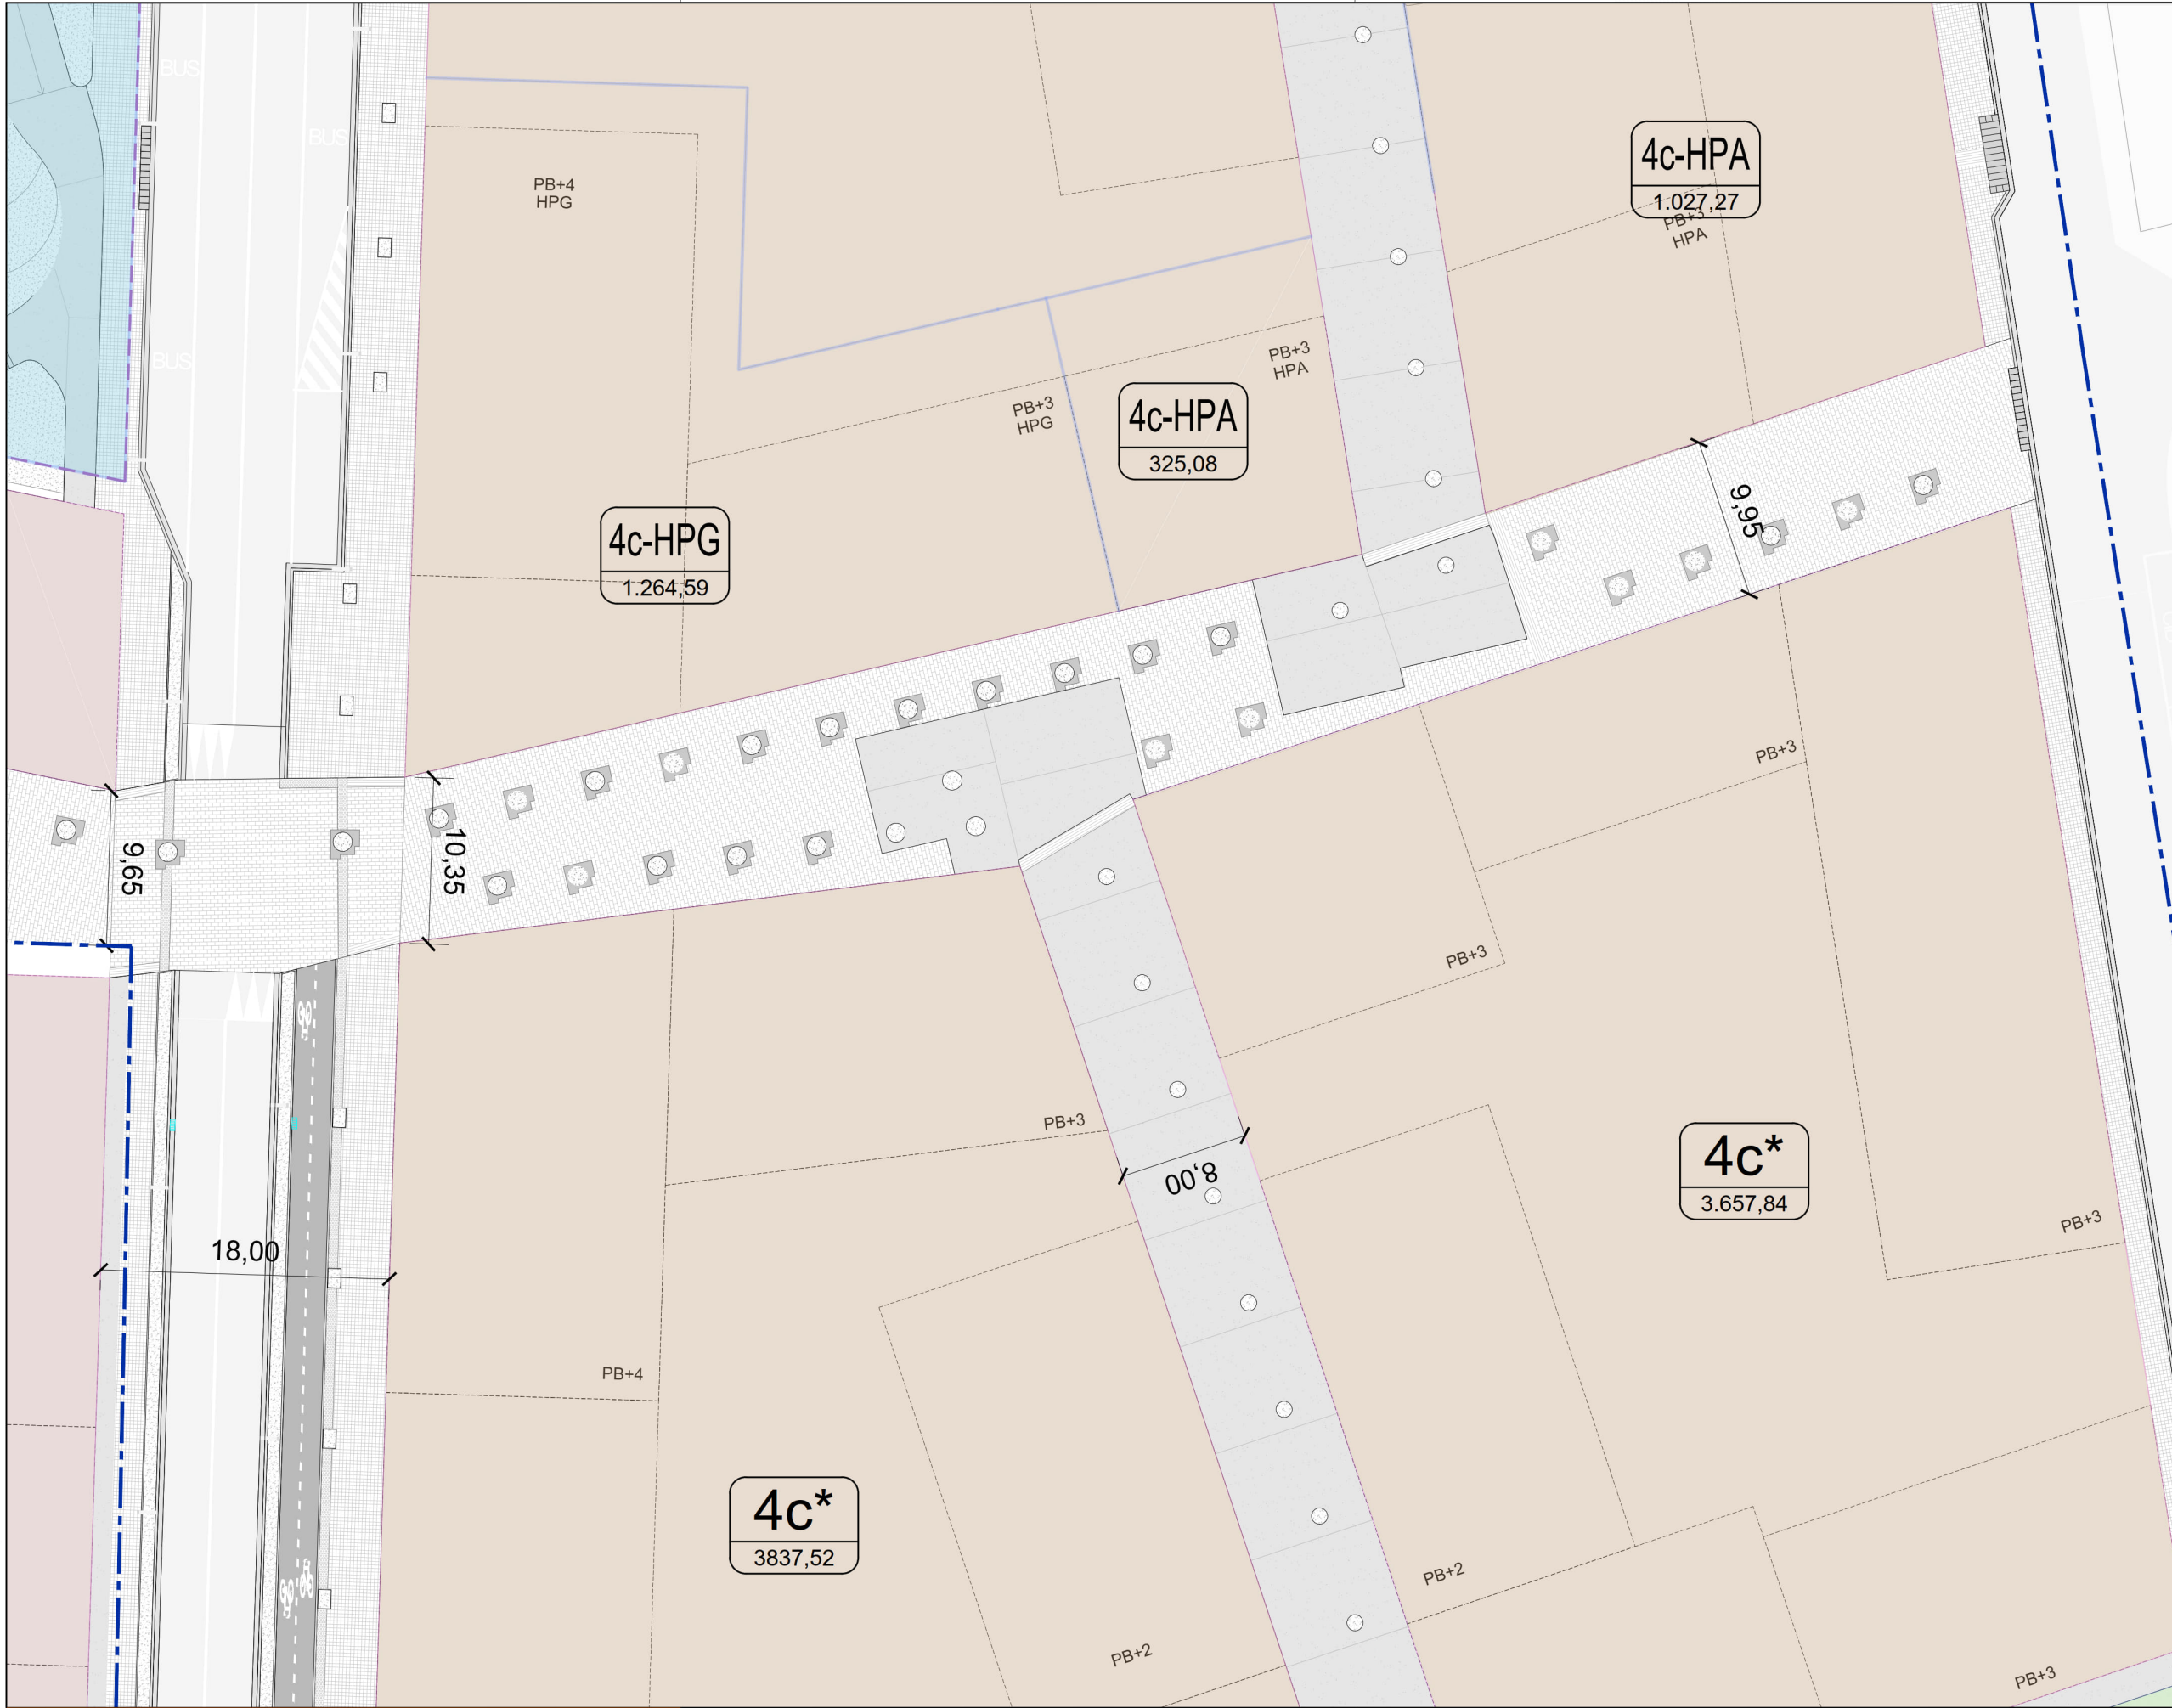 BUS
BUS
PB+4
HPG
4c-HPA
1.027,27
PB+3
HPA
BUS
PB+3
HPA
PB+3
HPG
4c-HPA
325,08
4c-HPG
1.264,59
9,95
PB+3
9,65
10,35
PB+3
PB+3
8,00
4c*
3.657,84
PB+3
18,00
PB+4
4c*
3837,52
PB+2
PB+2
PB+3